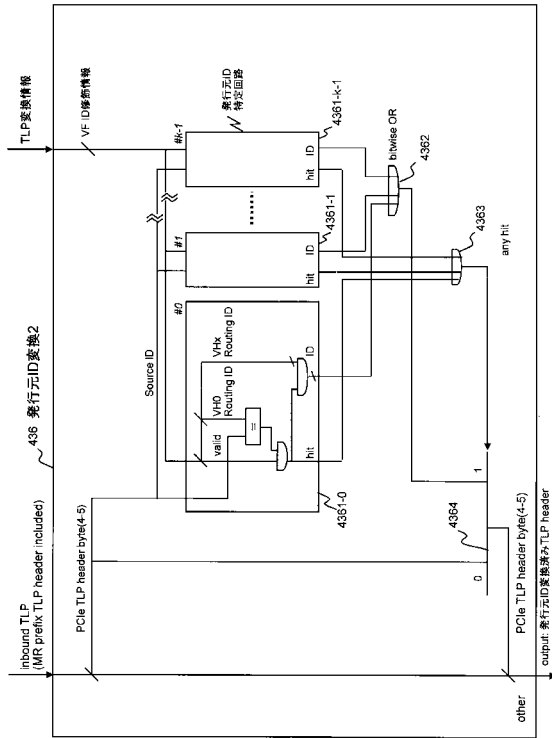 436 発行元ID変換2
inbound TLP
(MR prefix TLP header included)
TLP変換情報
VF ID修飾情報
PCIe TLP header byte(4-5)
Source ID
#0
#1
#k-1
発行元ID
特定回路
valid
VH0
Routing ID
VHx
Routing ID
=
hit
ID
hit
ID
hit
ID
4361-0
4361-1
4361-k-1
bitwise OR
4362
4363
any hit
4364
0
1
other
PCIe TLP header byte(4-5)
output: 発行元ID変換済みTLP header